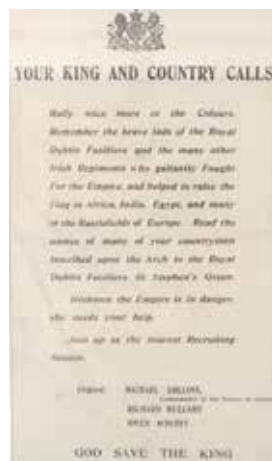 YOUR KING AND COUNTRY CALLS
Rally once more to the Colours.
Remember the brave lads of the Royal
Dublin Fusiliers and the many other
Irish Regiments who gallantly Fought
For the Empire, and helped to raise the
Flag in Africa, India, Egypt, and many
of the Battlefields of Europe. Read the
names of many of your countrymen
inscribed upon the Arch to the Royal
Dublin Fusiliers, in Stephen's Green.
Irishmen the Empire is in danger,
she needs your help.
Join up at the nearest Recruiting
Station.
MICHAEL COLLINS,
RICHARD MULCAHY
GOD SAVE THE KING